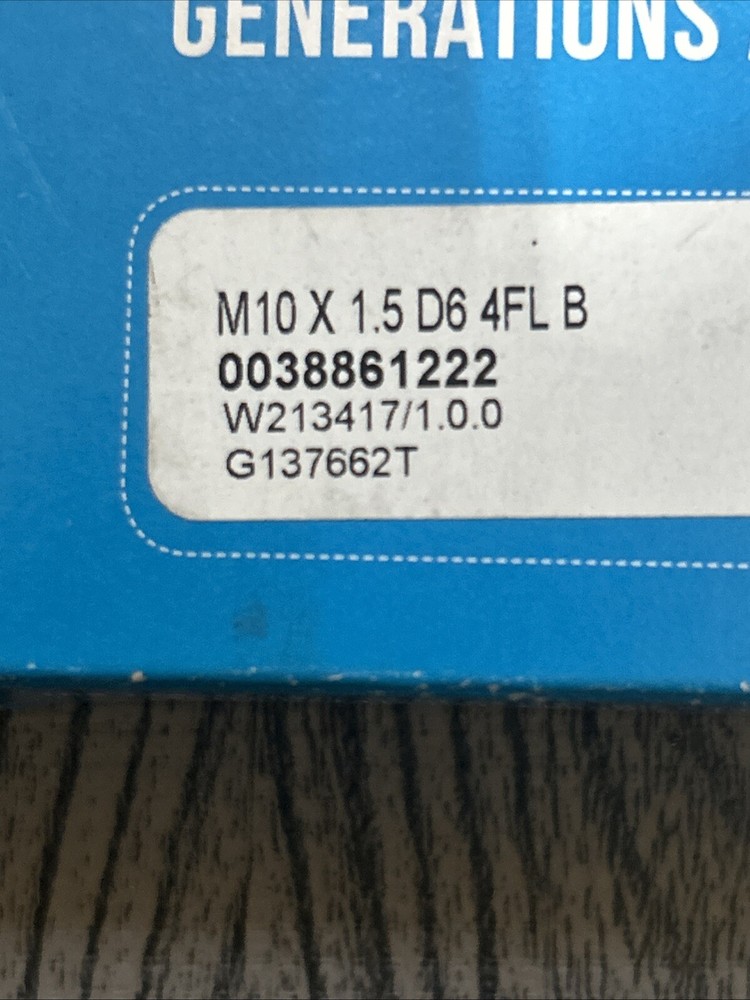 GENERATIONS
M10 X 1.5 D6 4FL B
0038861222
W213417/1.0.0
G137662T